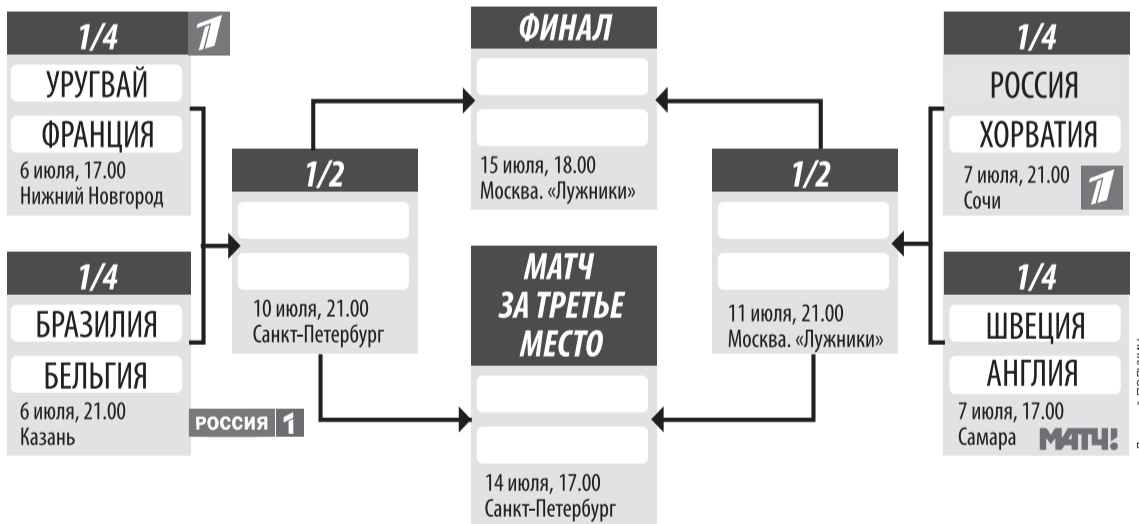 1/4
1
УРУГВАЙ
ФРАНЦИЯ
6 июля, 17.00
Нижний Новгород
1/4
БРАЗИЛИЯ
БЕЛЬГИЯ
6 июля, 21.00
Казань
РОССИЯ 1
1/2
10 июля, 21.00
Санкт-Петербург
ФИНАЛ
15 июля, 18.00
Москва. «Лужники»
МАТЧ
ЗА ТРЕТЬЕ
МЕСТО
14 июля, 17.00
Санкт-Петербург
1/2
11 июля, 21.00
Москва. «Лужники»
1/4
РОССИЯ
ХОРВАТИЯ
7 июля, 21.00
Сочи
1
1/4
ШВЕЦИЯ
АНГЛИЯ
7 июля, 17.00
Самара
МАТЧ!